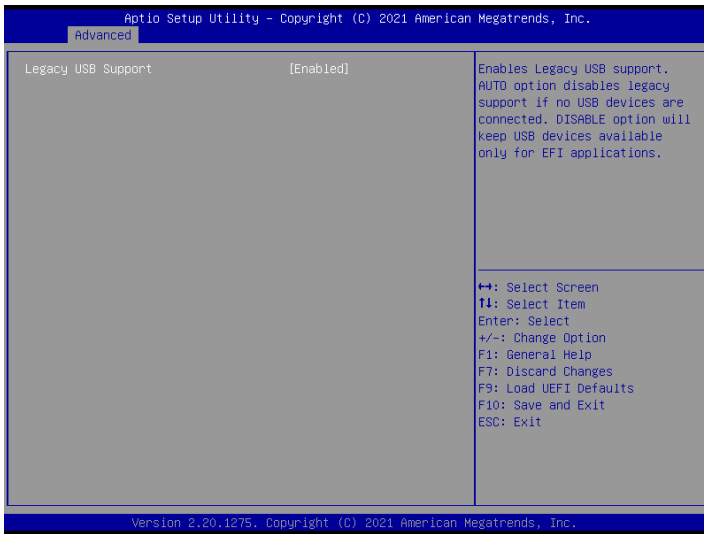 Aptio Setup Utility – Copyright (C) 2021 American Megatrends, Inc.
Advanced
Legacy USB Support [Enabled]
Enables Legacy USB support.
AUTO option disables legacy
support if no USB devices are
connected. DISABLE option will
keep USB devices available
only for EFI applications.
↔: Select Screen
↑↓: Select Item
Enter: Select
+/-: Change Option
F1: General Help
F7: Discard Changes
F9: Load UEFI Defaults
F10: Save and Exit
ESC: Exit
Version 2.20.1275. Copyright (C) 2021 American Megatrends, Inc.